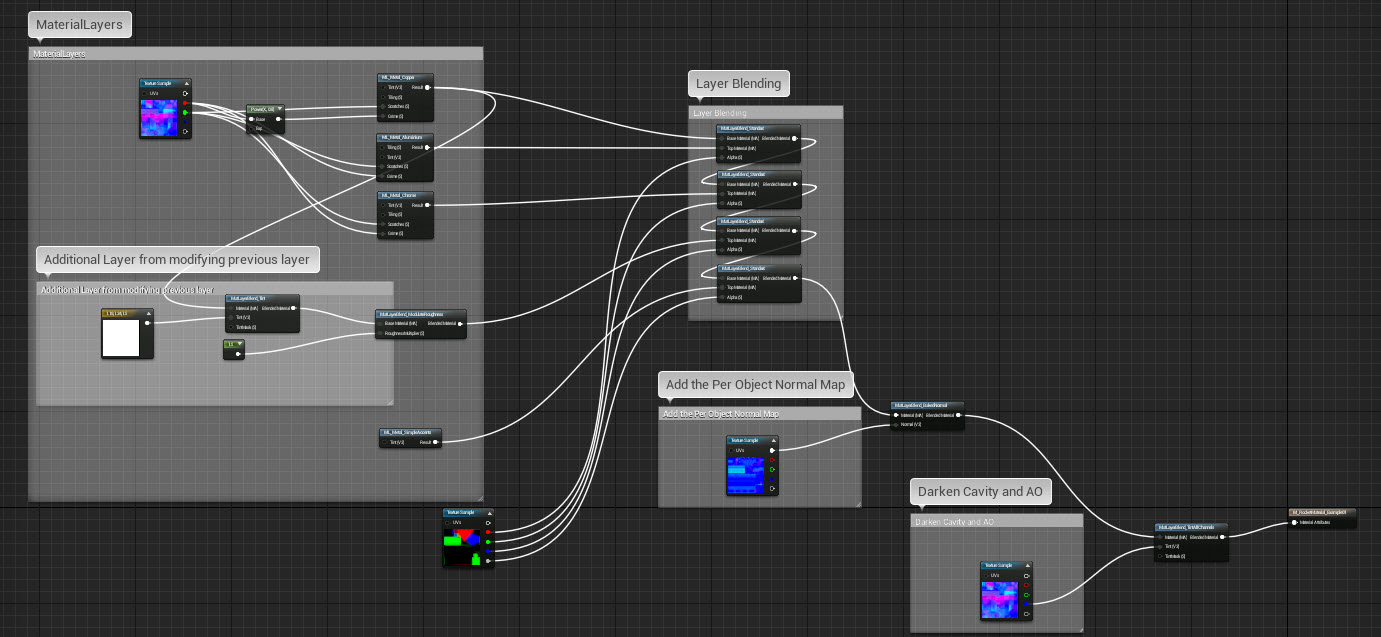 MaterialLayers
MaterialLayers
Texture Sample
UVs
Power(X, 0.8)
Base
Exp
ML_Metal_Copper
Tint (V3) Result
Tiling (S)
Scratches (S)
Grime (S)
ML_Metal_Aluminium
Tiling (S) Result
Tint (V3)
Scratches (S)
Grime (S)
ML_Metal_Chrome
Tint (V3) Result
Tiling (S)
Scratches (S)
Grime (S)
Additional Layer from modifying previous layer
Additional Layer from modifying previous layer
MatLayerBlend_Tint
Material (MA) Blended Material
Tint (V3)
TintMask (S)
MatLayerBlend_ModulateRoughness
Base Material (MA) Blended Material
RoughnessMultiplier (S)
ML_Metal_SimpleAccents
Tint (V3) Result
Texture Sample
UVs
Layer Blending
Layer Blending
MatLayerBlend_Standard
Base Material (MA) Blended Material
Top Material (MA)
Alpha (S)
MatLayerBlend_Standard
Base Material (MA) Blended Material
Top Material (MA)
Alpha (S)
MatLayerBlend_Standard
Base Material (MA) Blended Material
Top Material (MA)
Alpha (S)
MatLayerBlend_Standard
Base Material (MA) Blended Material
Top Material (MA)
Alpha (S)
Add the Per Object Normal Map
Add the Per Object Normal Map
Texture Sample
UVs
MatLayerBlend_BakedNormal
Material (MA) Blended Material
Normal (V3)
Darken Cavity and AO
Darken Cavity and AO
Texture Sample
UVs
MatLayerBlend_TintAllChannels
Material (MA) Blended Material
Tint (V3)
TintMask (S)
M_RocketMaterial_Example01
Material Attributes